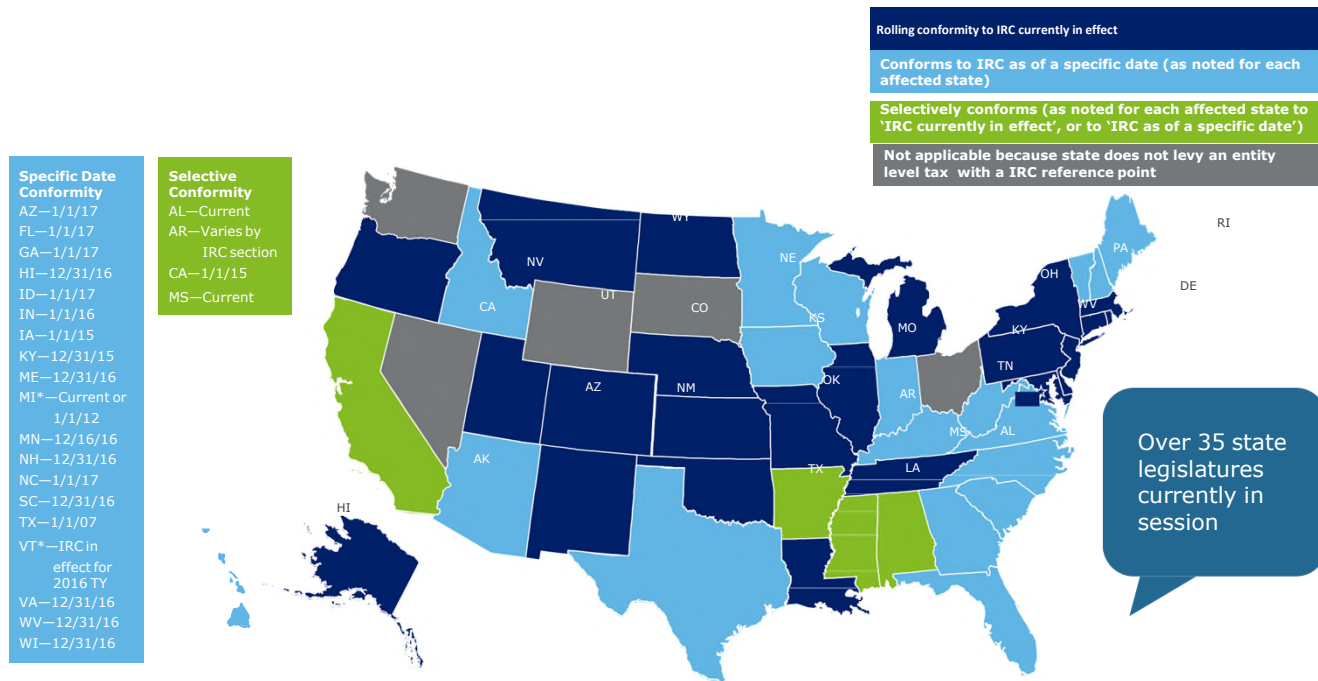 Rolling conformity to IRC currently in effect
Conforms to IRC as of a specific date (as noted for each
affected state)
Selectively conforms (as noted for each affected state to
‘IRC currently in effect’, or to ‘IRC as of a specific date’)
Not applicable because state does not levy an entity
level tax with a IRC reference point
Specific Date
Conformity
AZ—1/1/17
FL—1/1/17
GA—1/1/17
HI—12/31/16
ID—1/1/17
IN—1/1/16
IA—1/1/15
KY—12/31/15
ME—12/31/16
MI*—Current or
1/1/12
MN—12/16/16
NH—12/31/16
NC—1/1/17
SC—12/31/16
TX—1/1/07
VT*—IRC in
effect for
2016 TY
VA—12/31/16
WV—12/31/16
WI—12/31/16
Selective
Conformity
AL—Current
AR—Varies by
IRC section
CA—1/1/15
MS—Current
WY
RI
PA
NE
NV
OH
DE
UT
CA
CO
KS
WV
MO
KY
TN
AZ
NM
OK
AR
MS
AL
AK
TX
LA
HI
Over 35 state
legislatures
currently in
session